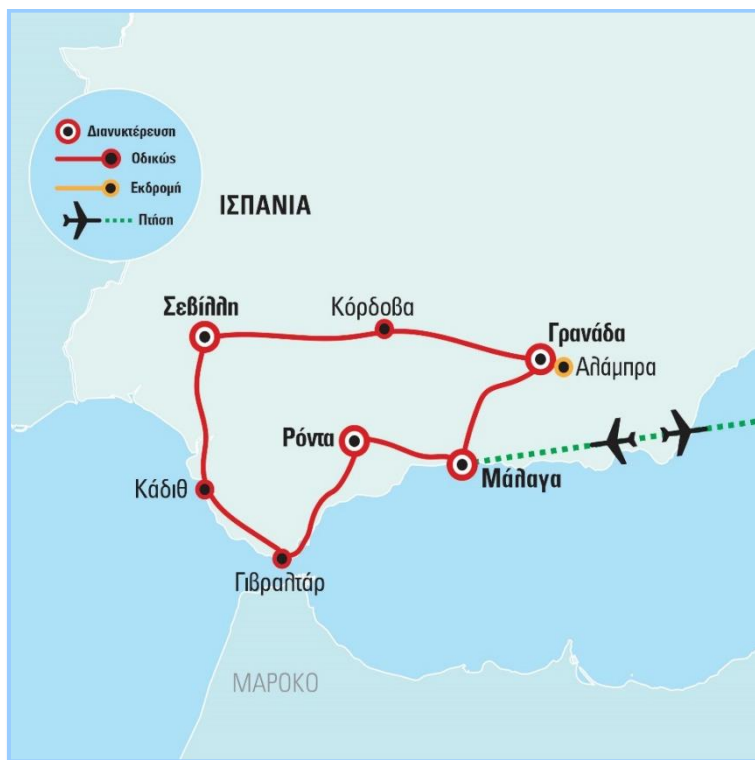 Διανυκτέρευση
Οδικώς
Εκδρομή
Πτήση
ΙΣΠΑΝΙΑ
Σεβίλλη
Κόρδοβα
Γρανάδα
Αλάμπρα
Ρόντα
Μάλαγα
Κάδιθ
Γιβραλτάρ
ΜΑΡΟΚΟ